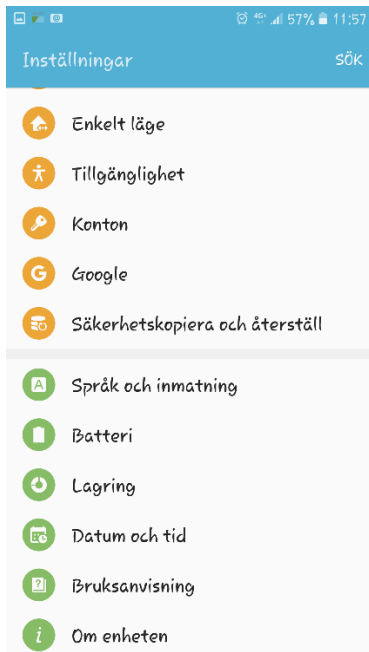 4G+ 57% 11:57
Inställningar SÖK
Enkelt läge
Tillgänglighet
Konton
Google
Säkerhetskopiera och återställ
Språk och inmatning
Batteri
Lagring
Datum och tid
Bruksanvisning
Om enheten